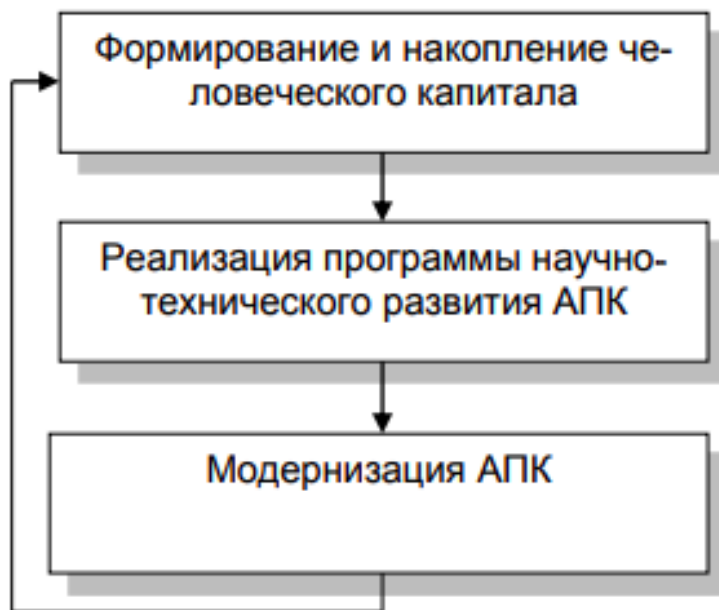 Формирование и накопление че-
ловеческого капитала
Реализация программы научно-
технического развития АПК
Модернизация АПК